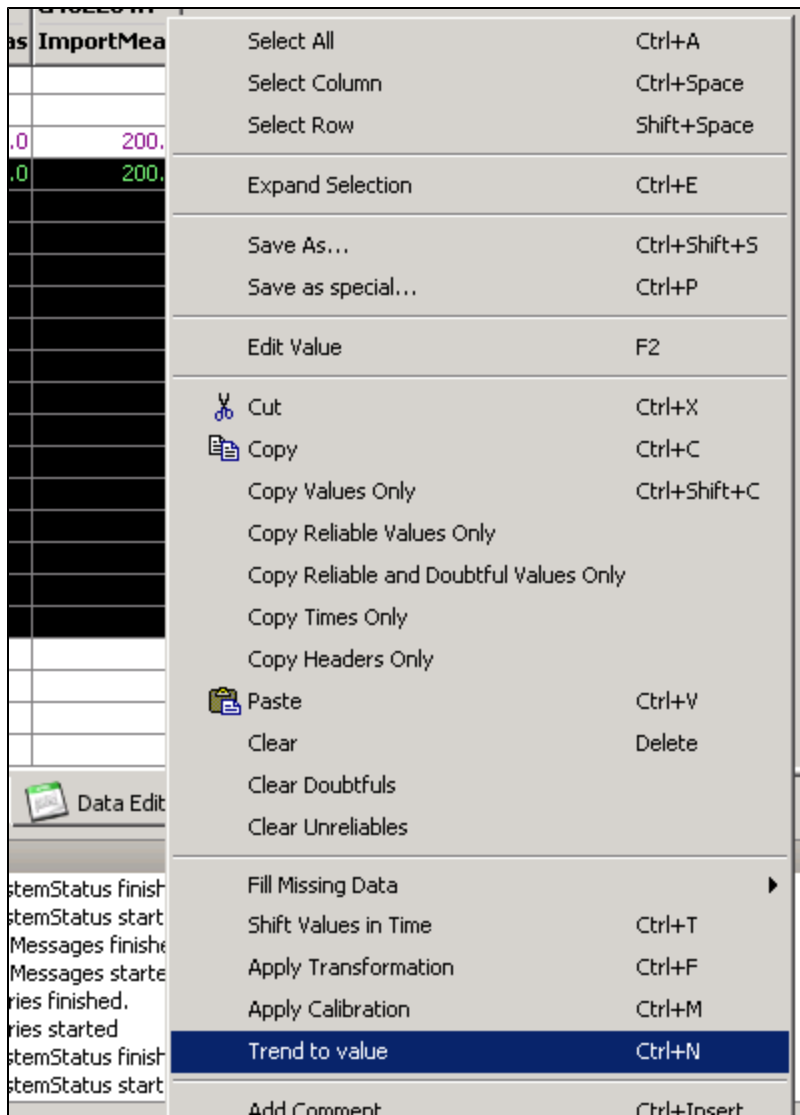 as ImportMea
.0 200.
.0 200.
Select All Ctrl+A
Select Column Ctrl+Space
Select Row Shift+Space
Expand Selection Ctrl+E
Save As... Ctrl+Shift+S
Save as special... Ctrl+P
Edit Value F2
Cut Ctrl+X
Copy Ctrl+C
Copy Values Only Ctrl+Shift+C
Copy Reliable Values Only
Copy Reliable and Doubtful Values Only
Copy Times Only
Copy Headers Only
Paste Ctrl+V
Clear Delete
Clear Doubtfuls
Clear Unreliables
Fill Missing Data
Shift Values in Time Ctrl+T
Apply Transformation Ctrl+F
Apply Calibration Ctrl+M
Trend to value Ctrl+N
Add Comment Ctrl+Insert
Data Edit
stemStatus finish
stemStatus start
Messages finishe
Messages starte
ries finished.
ries started
stemStatus finish
stemStatus start